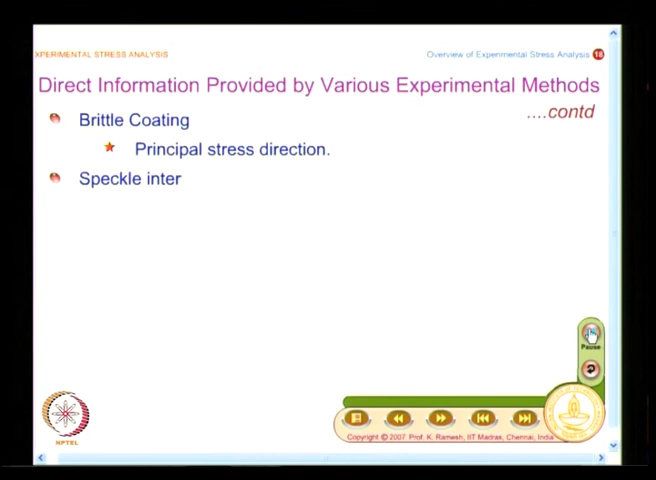 XPERIMENTAL STRESS ANALYSIS
Overview of Experimental Stress Analysis 18
Direct Information Provided by Various Experimental Methods
....contd
Brittle Coating
Principal stress direction.
Speckle inter
Pause
NPTEL
Copyright © 2007 Prof. K. Ramesh, IIT Madras, Chennai, India